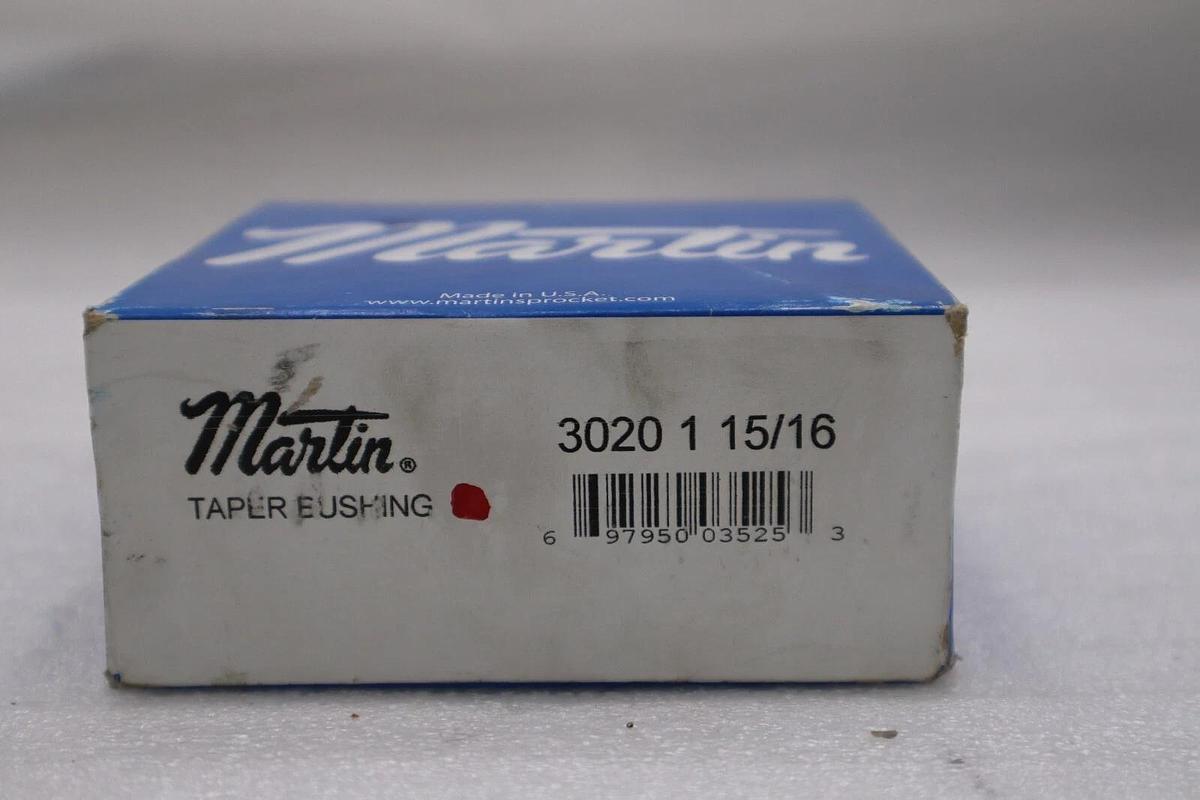 Martin
Made in U.S.A.
www.martinsprocket.com
Martin®
TAPER BUSHING
3020 1 15/16
6 97950 03525 3